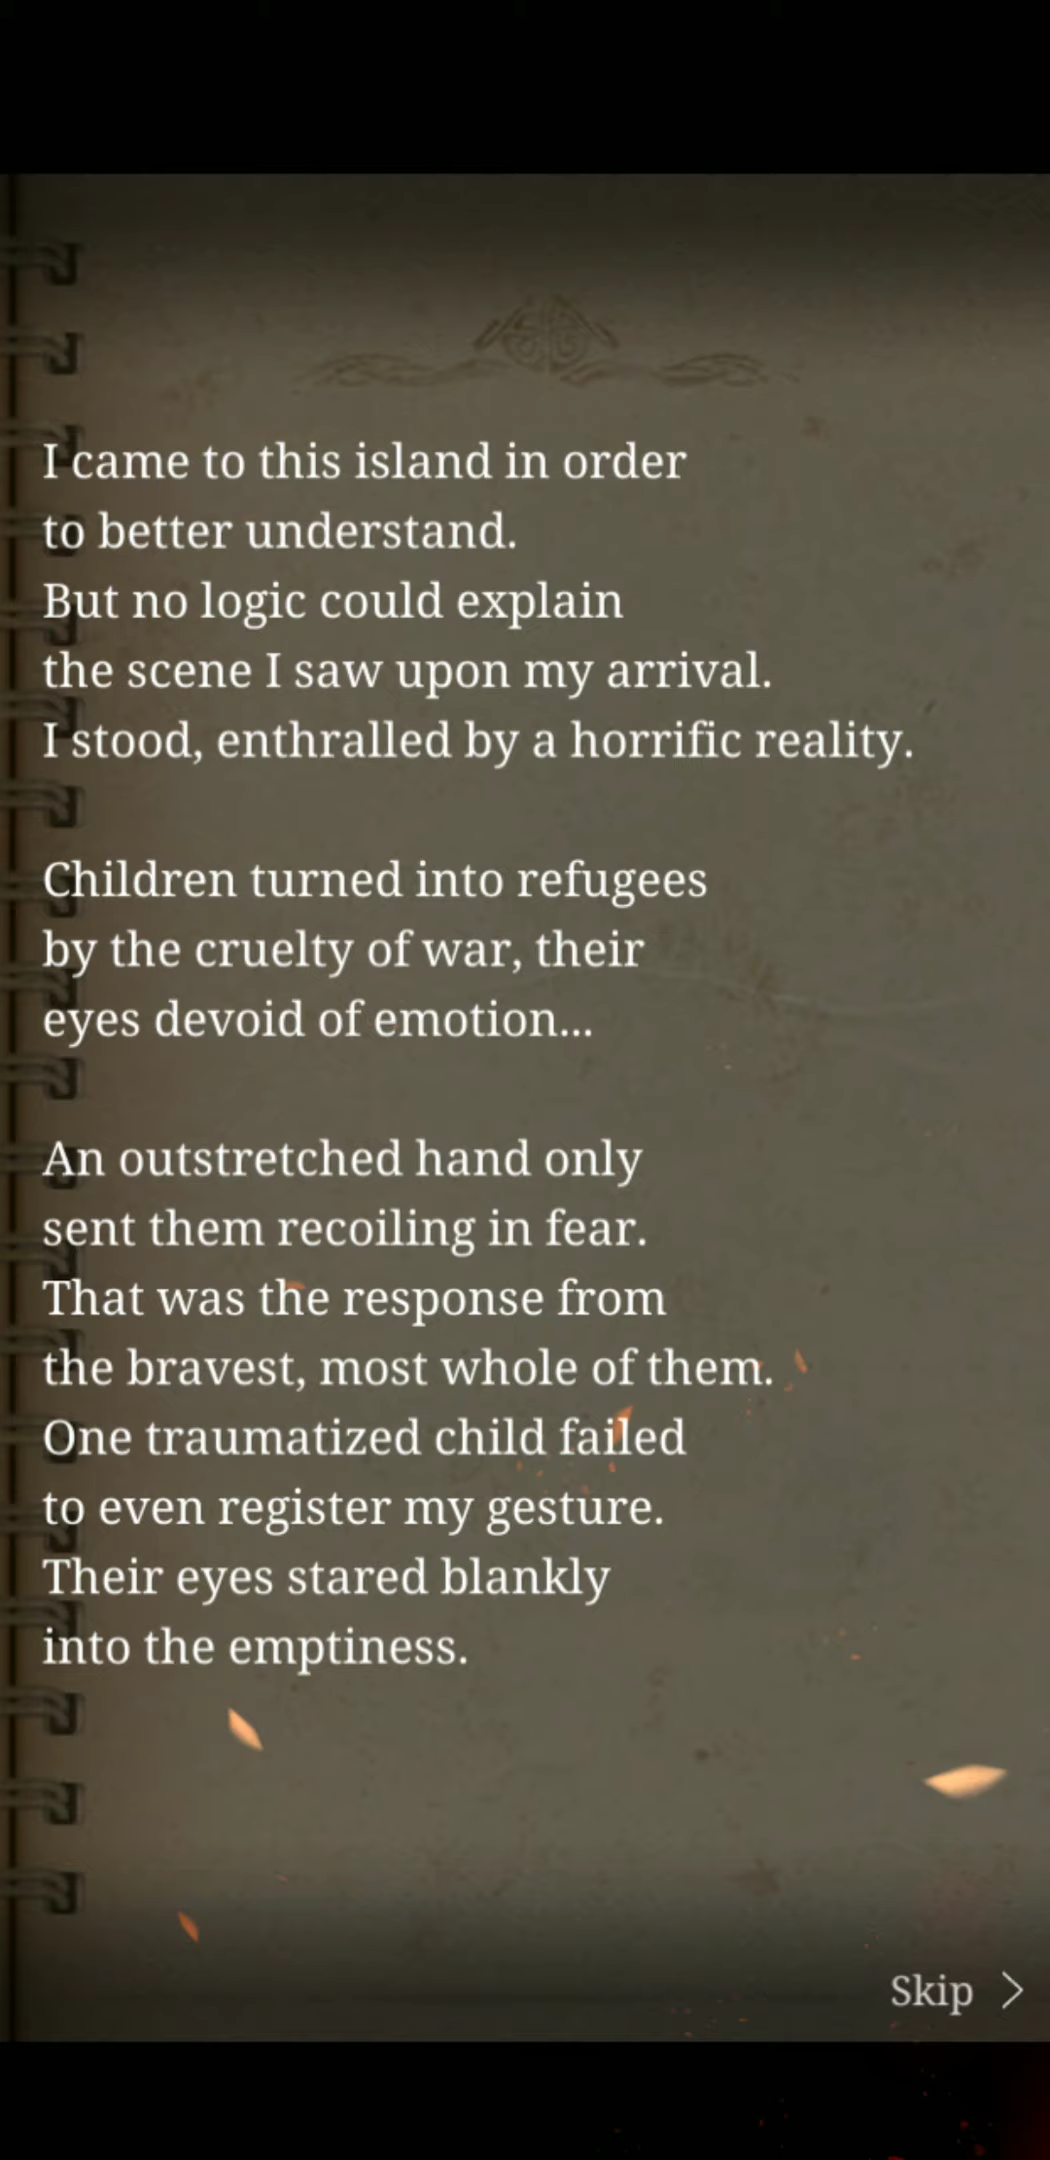 I came to this island in order
to better understand.
But no logic could explain
the scene I saw upon my arrival.
I stood, enthralled by a horrific reality.
Children turned into refugees
by the cruelty of war, their
eyes devoid of emotion...
An outstretched hand only
sent them recoiling in fear.
That was the response from
the bravest, most whole of them.
One traumatized child failed
to even register my gesture.
Their eyes stared blankly
into the emptiness.
Skip >